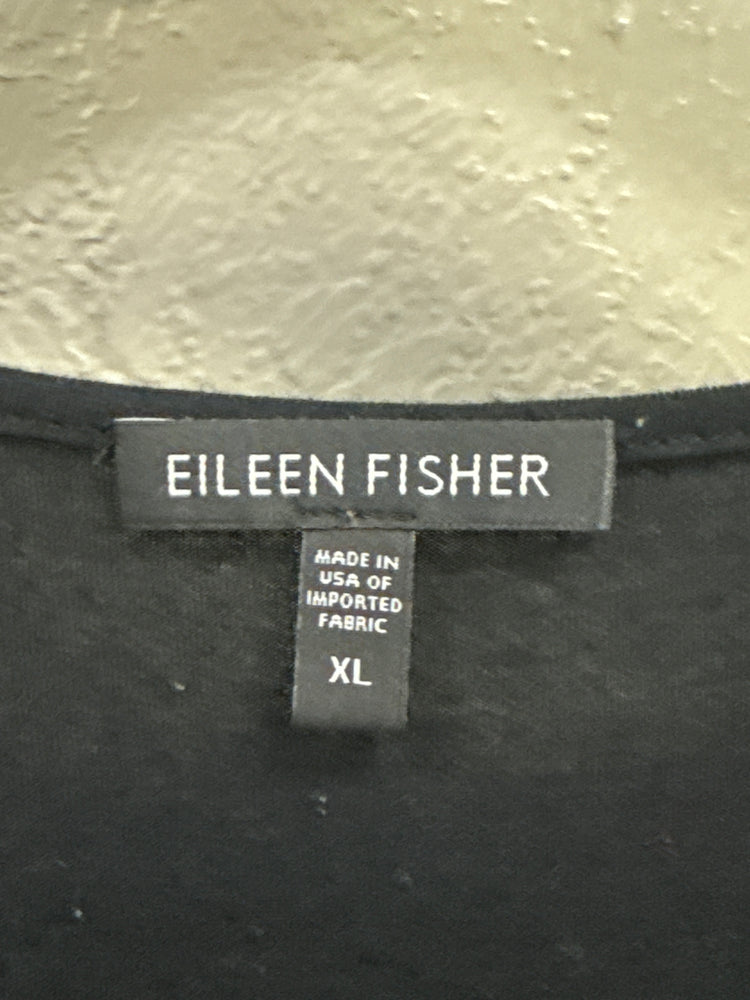 EILEEN FISHER
MADE IN
USA OF
IMPORTED
FABRIC
XL